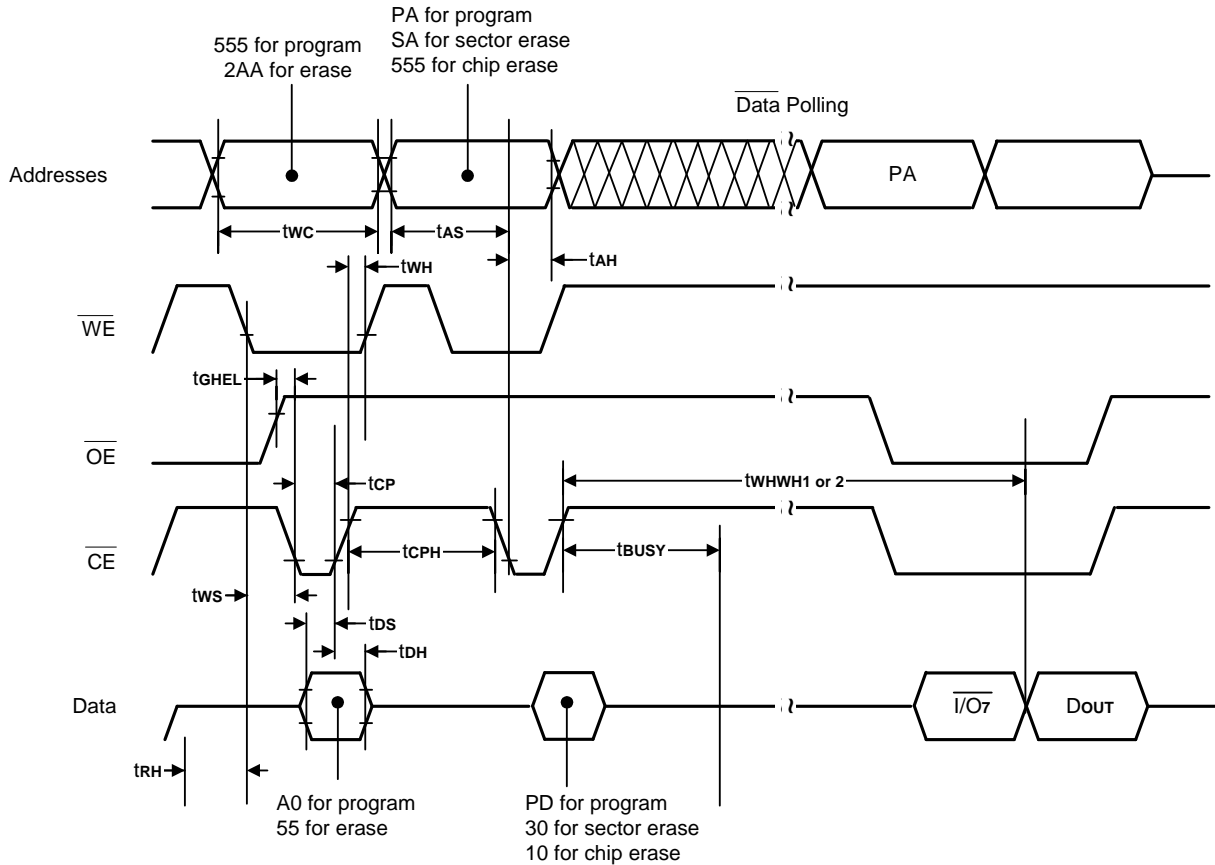 PA for program
SA for sector erase
555 for chip erase
555 for program
2AA for erase
Data Polling
Addresses
PA
tWC
tAS
tWH
tAH
WE
tGHEL
OE
tCP
tWHWH1 or 2
CE
tCPH
tBUSY
tWS
tDS
tDH
Data
I/O7
DOUT
tRH
A0 for program
55 for erase
PD for program
30 for sector erase
10 for chip erase